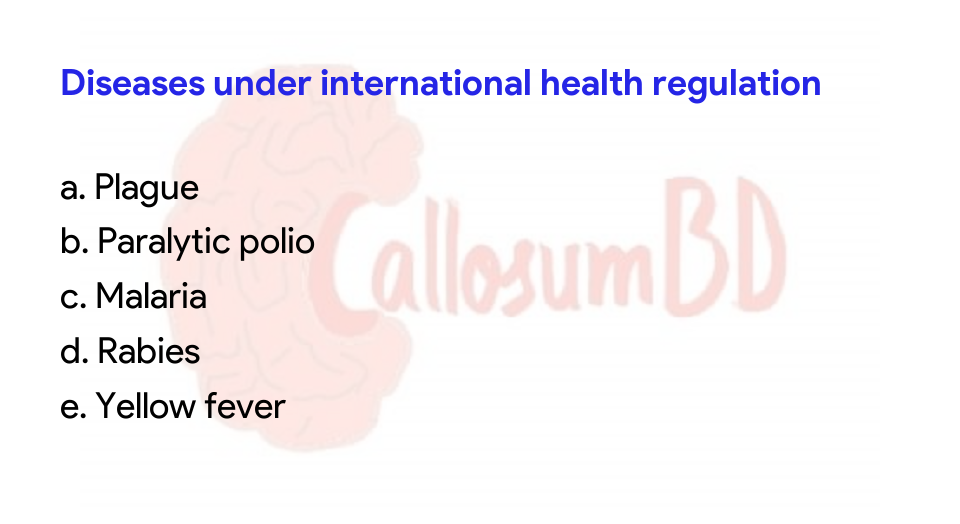 Diseases under international health regulation
a. Plague
b. Paralytic polio
c. Malaria
d. Rabies
e. Yellow fever
CallosumBD